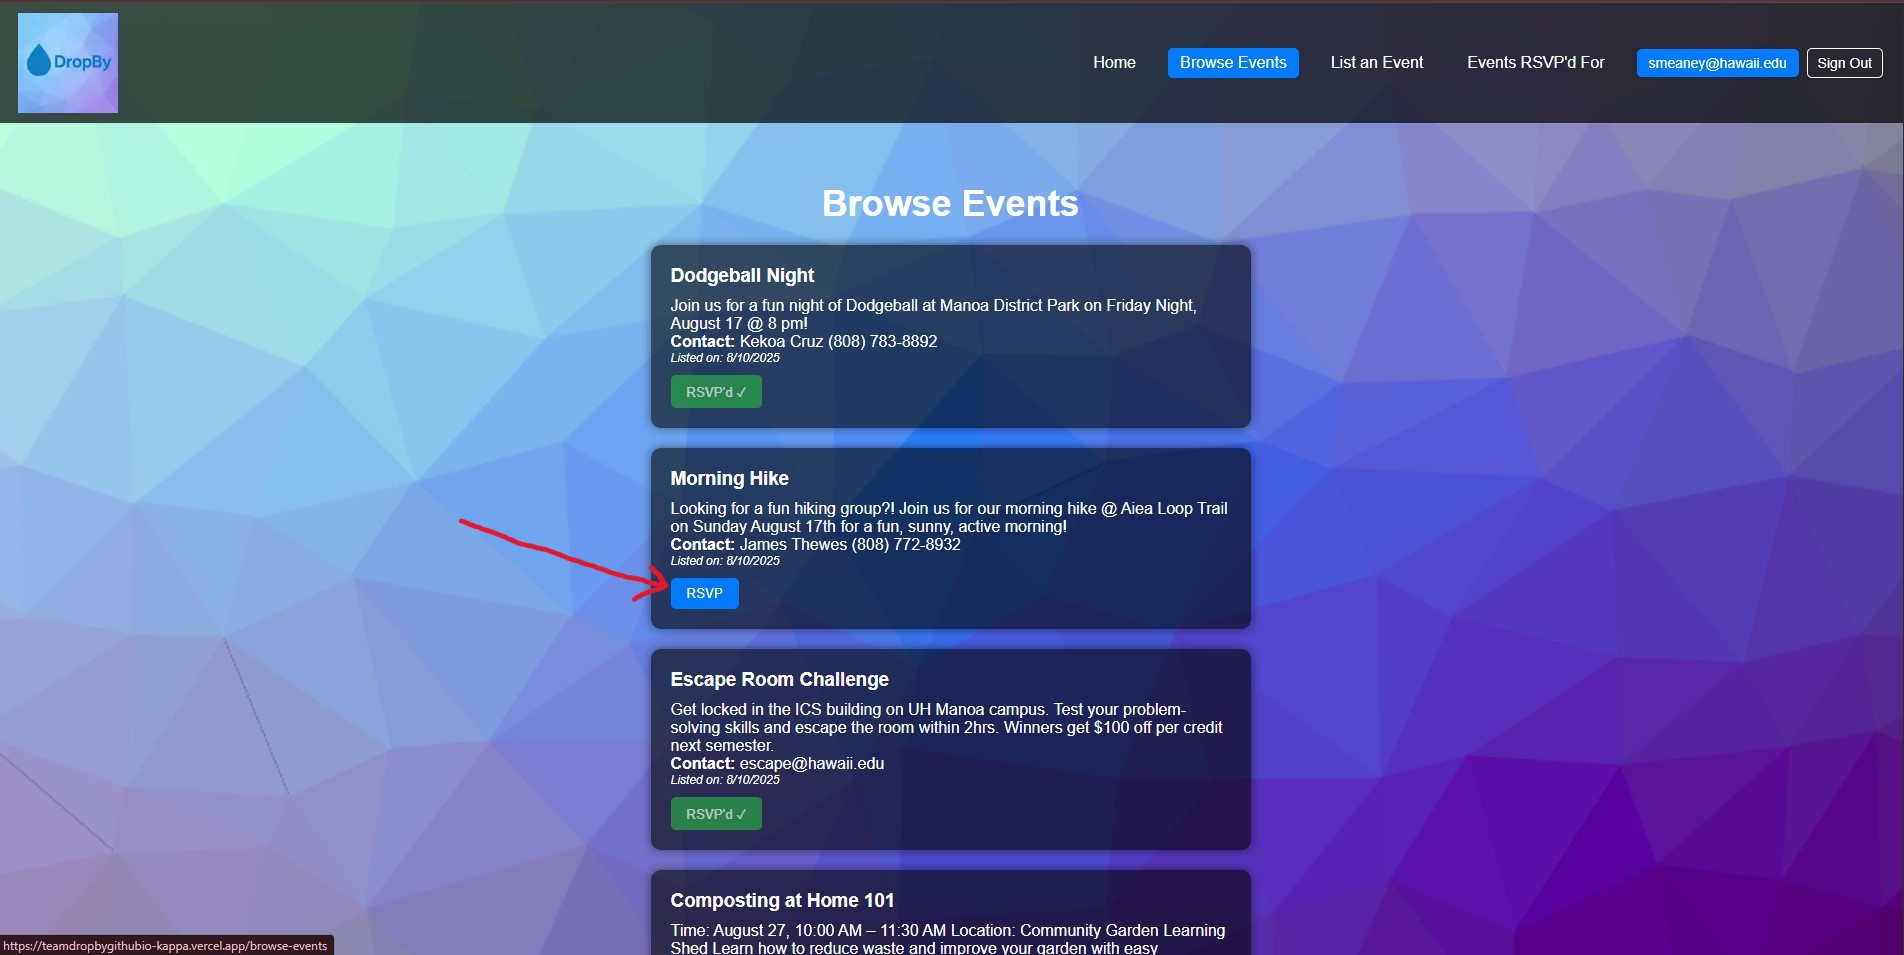 DropBy
Home
Browse Events
List an Event
Events RSVP'd For
smeaney@hawaii.edu
Sign Out
Browse Events
Dodgeball Night
Join us for a fun night of Dodgeball at Manoa District Park on Friday Night,
August 17 @ 8 pm!
Contact: Kekoa Cruz (808) 783-8892
Listed on: 8/10/2025
RSVP'd ✓
Morning Hike
Looking for a fun hiking group?! Join us for our morning hike @ Aiea Loop Trail
on Sunday August 17th for a fun, sunny, active morning!
Contact: James Thewes (808) 772-8932
Listed on: 8/10/2025
RSVP
Escape Room Challenge
Get locked in the ICS building on UH Manoa campus. Test your problem-
solving skills and escape the room within 2hrs. Winners get $100 off per credit
next semester.
Contact: escape@hawaii.edu
Listed on: 8/10/2025
RSVP'd ✓
Composting at Home 101
Time: August 27, 10:00 AM – 11:30 AM Location: Community Garden Learning
Shed Learn how to reduce waste and improve your garden with easy
https://teamdropbygithubio-kappa.vercel.app/browse-events